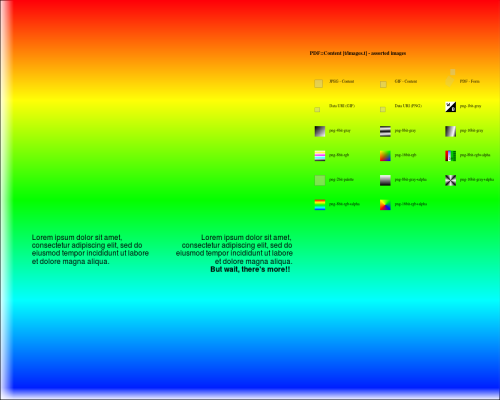 PDF::Content [t/images.t] - asserted images
JPEG - Content
GIF - Content
PDF - Form
Data URI (GIF)
Data URI (PNG)
png-1bit-gray
png-4bit-gray
png-8bit-gray
png-16bit-gray
png-8bit-rgb
png-16bit-rgb
png-8bit-rgb+alpha
png-2bit-palette
png-8bit-gray+alpha
png-16bit-gray+alpha
png-8bit-rgb+alpha
png-16bit-rgb+alpha
Lorem ipsum dolor sit amet,
consectetur adipiscing elit, sed do
eiusmod tempor incididunt ut labore
et dolore magna aliqua.
Lorem ipsum dolor sit amet,
consectetur adipiscing elit, sed do
eiusmod tempor incididunt ut labore
et dolore magna aliqua.
But wait, there's more!!